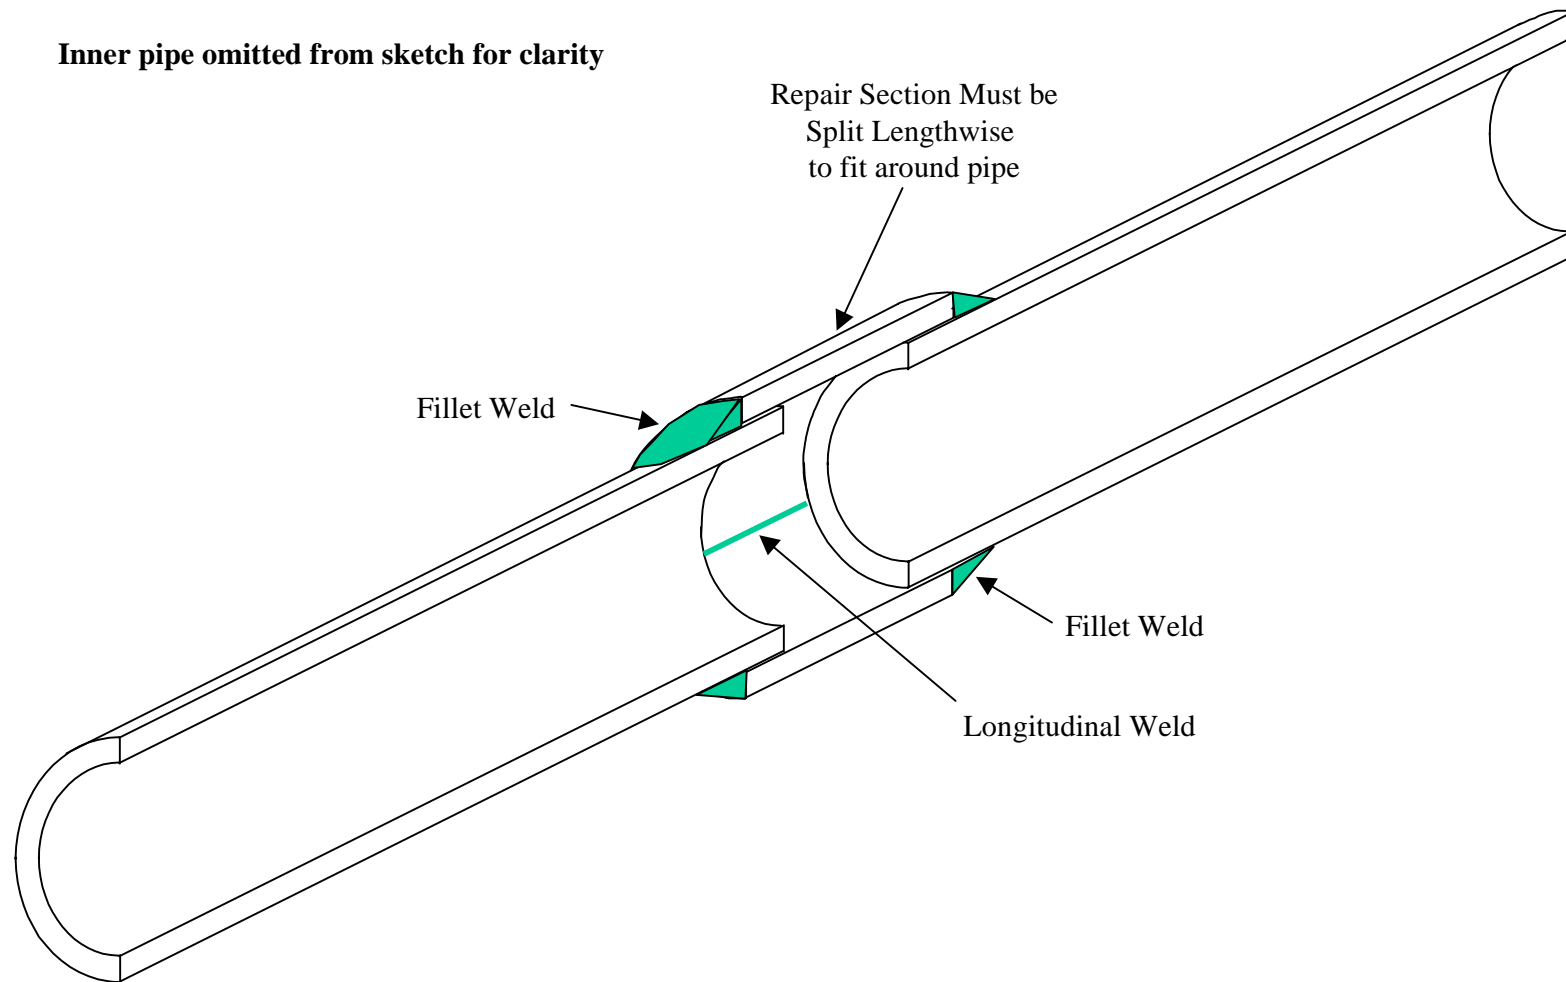 Inner pipe omitted from sketch for clarity
Repair Section Must be
Split Lengthwise
to fit around pipe
Fillet Weld
Fillet Weld
Longitudinal Weld